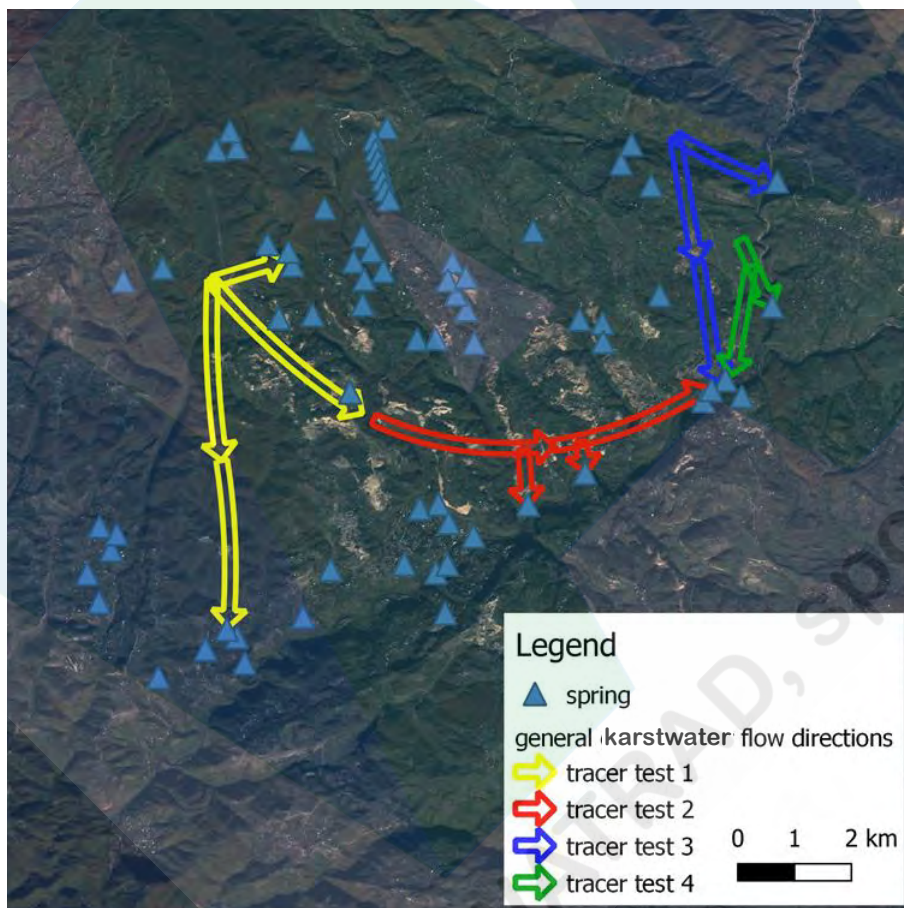 Legend
spring
general karstwater flow directions
tracer test 1
tracer test 2
tracer test 3
tracer test 4
0 1 2 km